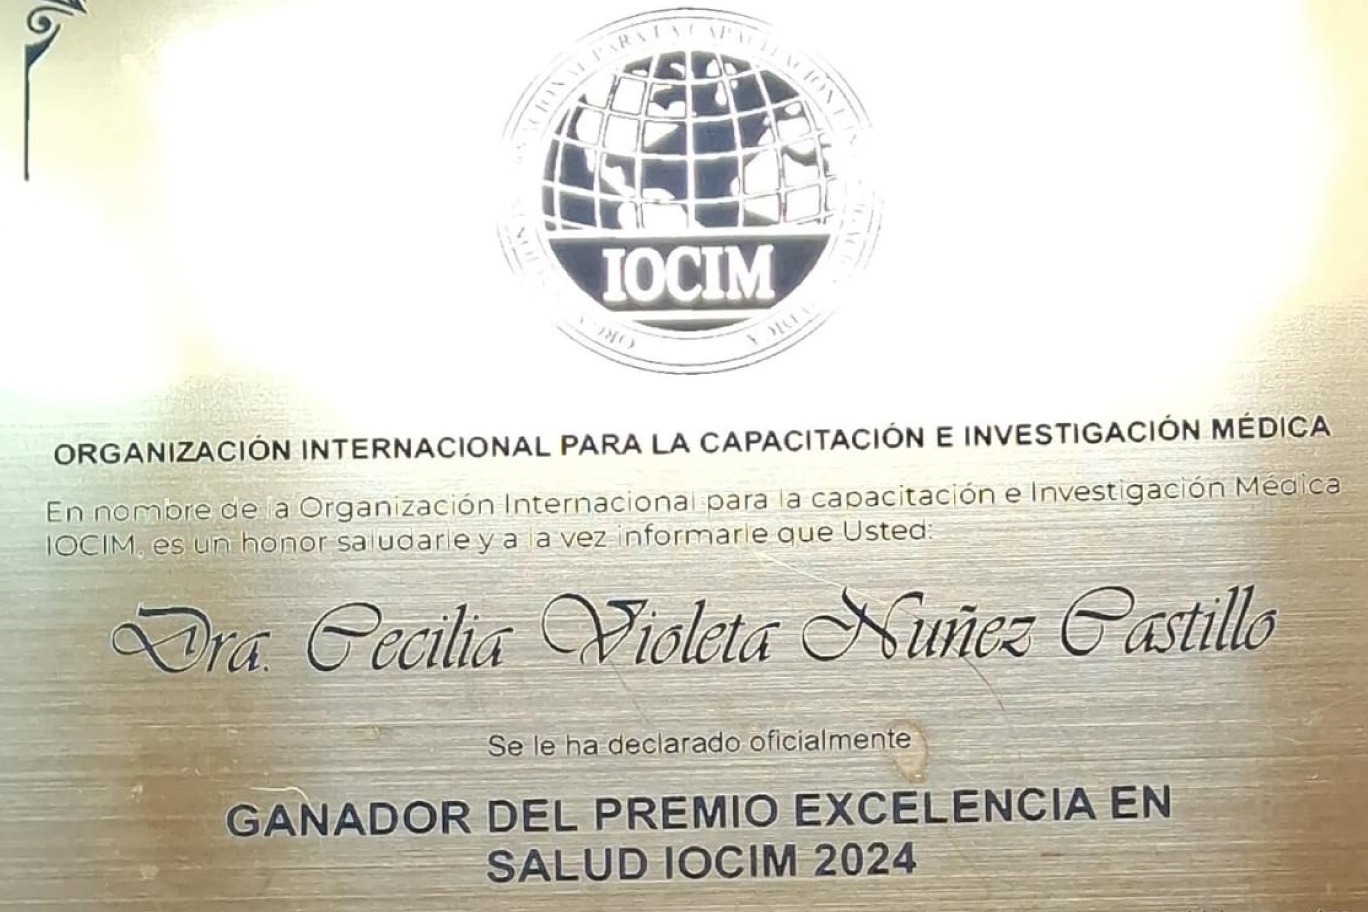 IOCIM
ORGANIZACIÓN INTERNACIONAL PARA LA CAPACITACIÓN E INVESTIGACIÓN MÉDICA
En nombre de la Organización Internacional para la capacitación e Investigación Médica
IOCIM, es un honor saludarle y a la vez informarle que Usted:
Dra. Cecilia Violeta Nuñez Castillo
Se le ha declarado oficialmente
GANADOR DEL PREMIO EXCELENCIA EN
SALUD IOCIM 2024